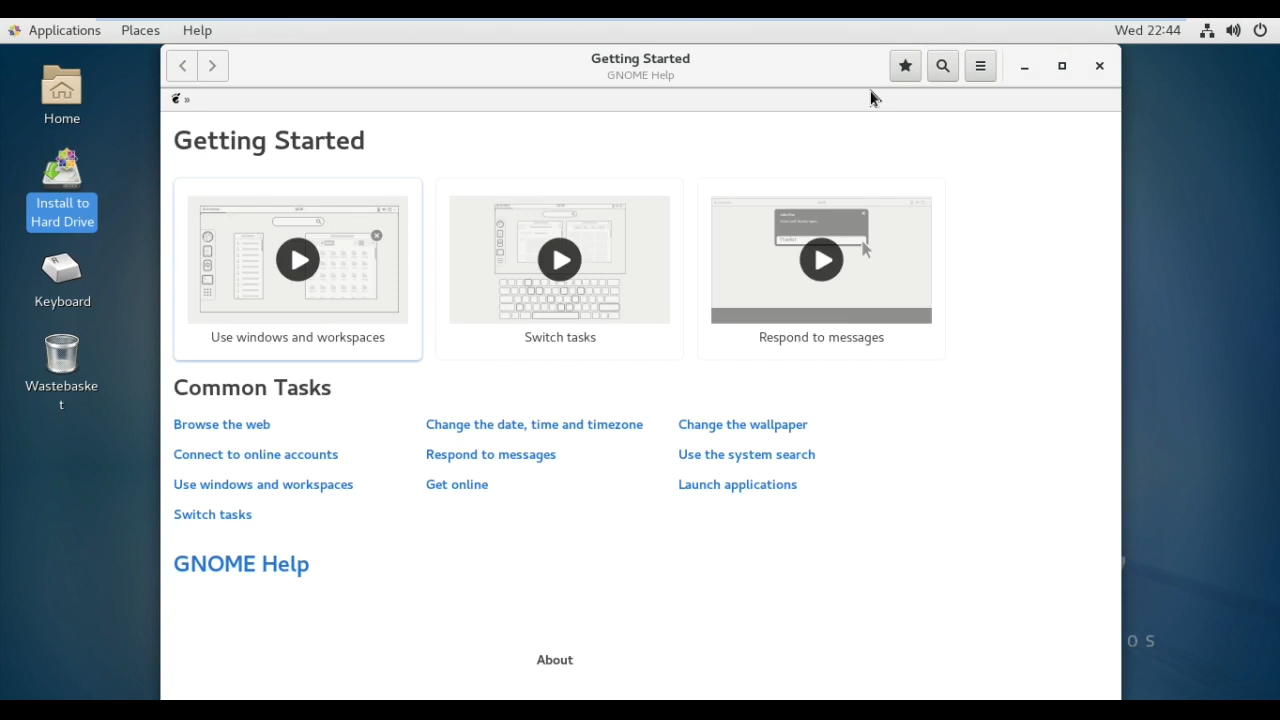 Applications Places Help Wed 22:44
Getting Started
GNOME Help
»
Home
Install to
Hard Drive
Keyboard
Wastebaske
t
Getting Started
Use windows and workspaces
Switch tasks
Respond to messages
Common Tasks
Browse the web
Change the date, time and timezone
Change the wallpaper
Connect to online accounts
Respond to messages
Use the system search
Use windows and workspaces
Get online
Launch applications
Switch tasks
GNOME Help
About
O S